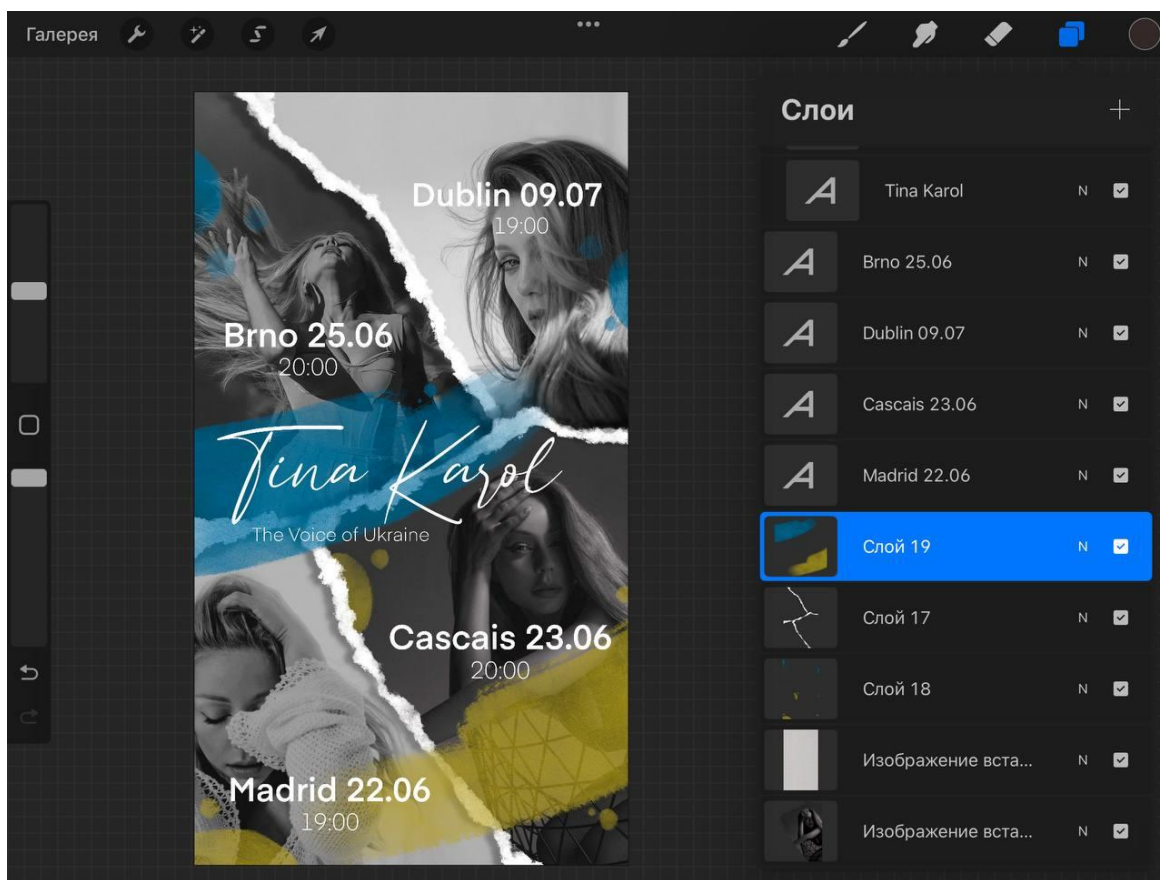 Галерея
Слои
Dublin 09.07
19:00
Brno 25.06
20:00
Tina Karol
The Voice of Ukraine
Cascais 23.06
20:00
Madrid 22.06
19:00
A Tina Karol N
A Brno 25.06 N
A Dublin 09.07 N
A Cascais 23.06 N
A Madrid 22.06 N
Слой 19 N
Слой 17 N
Слой 18 N
Изображение вста... N
Изображение вста... N